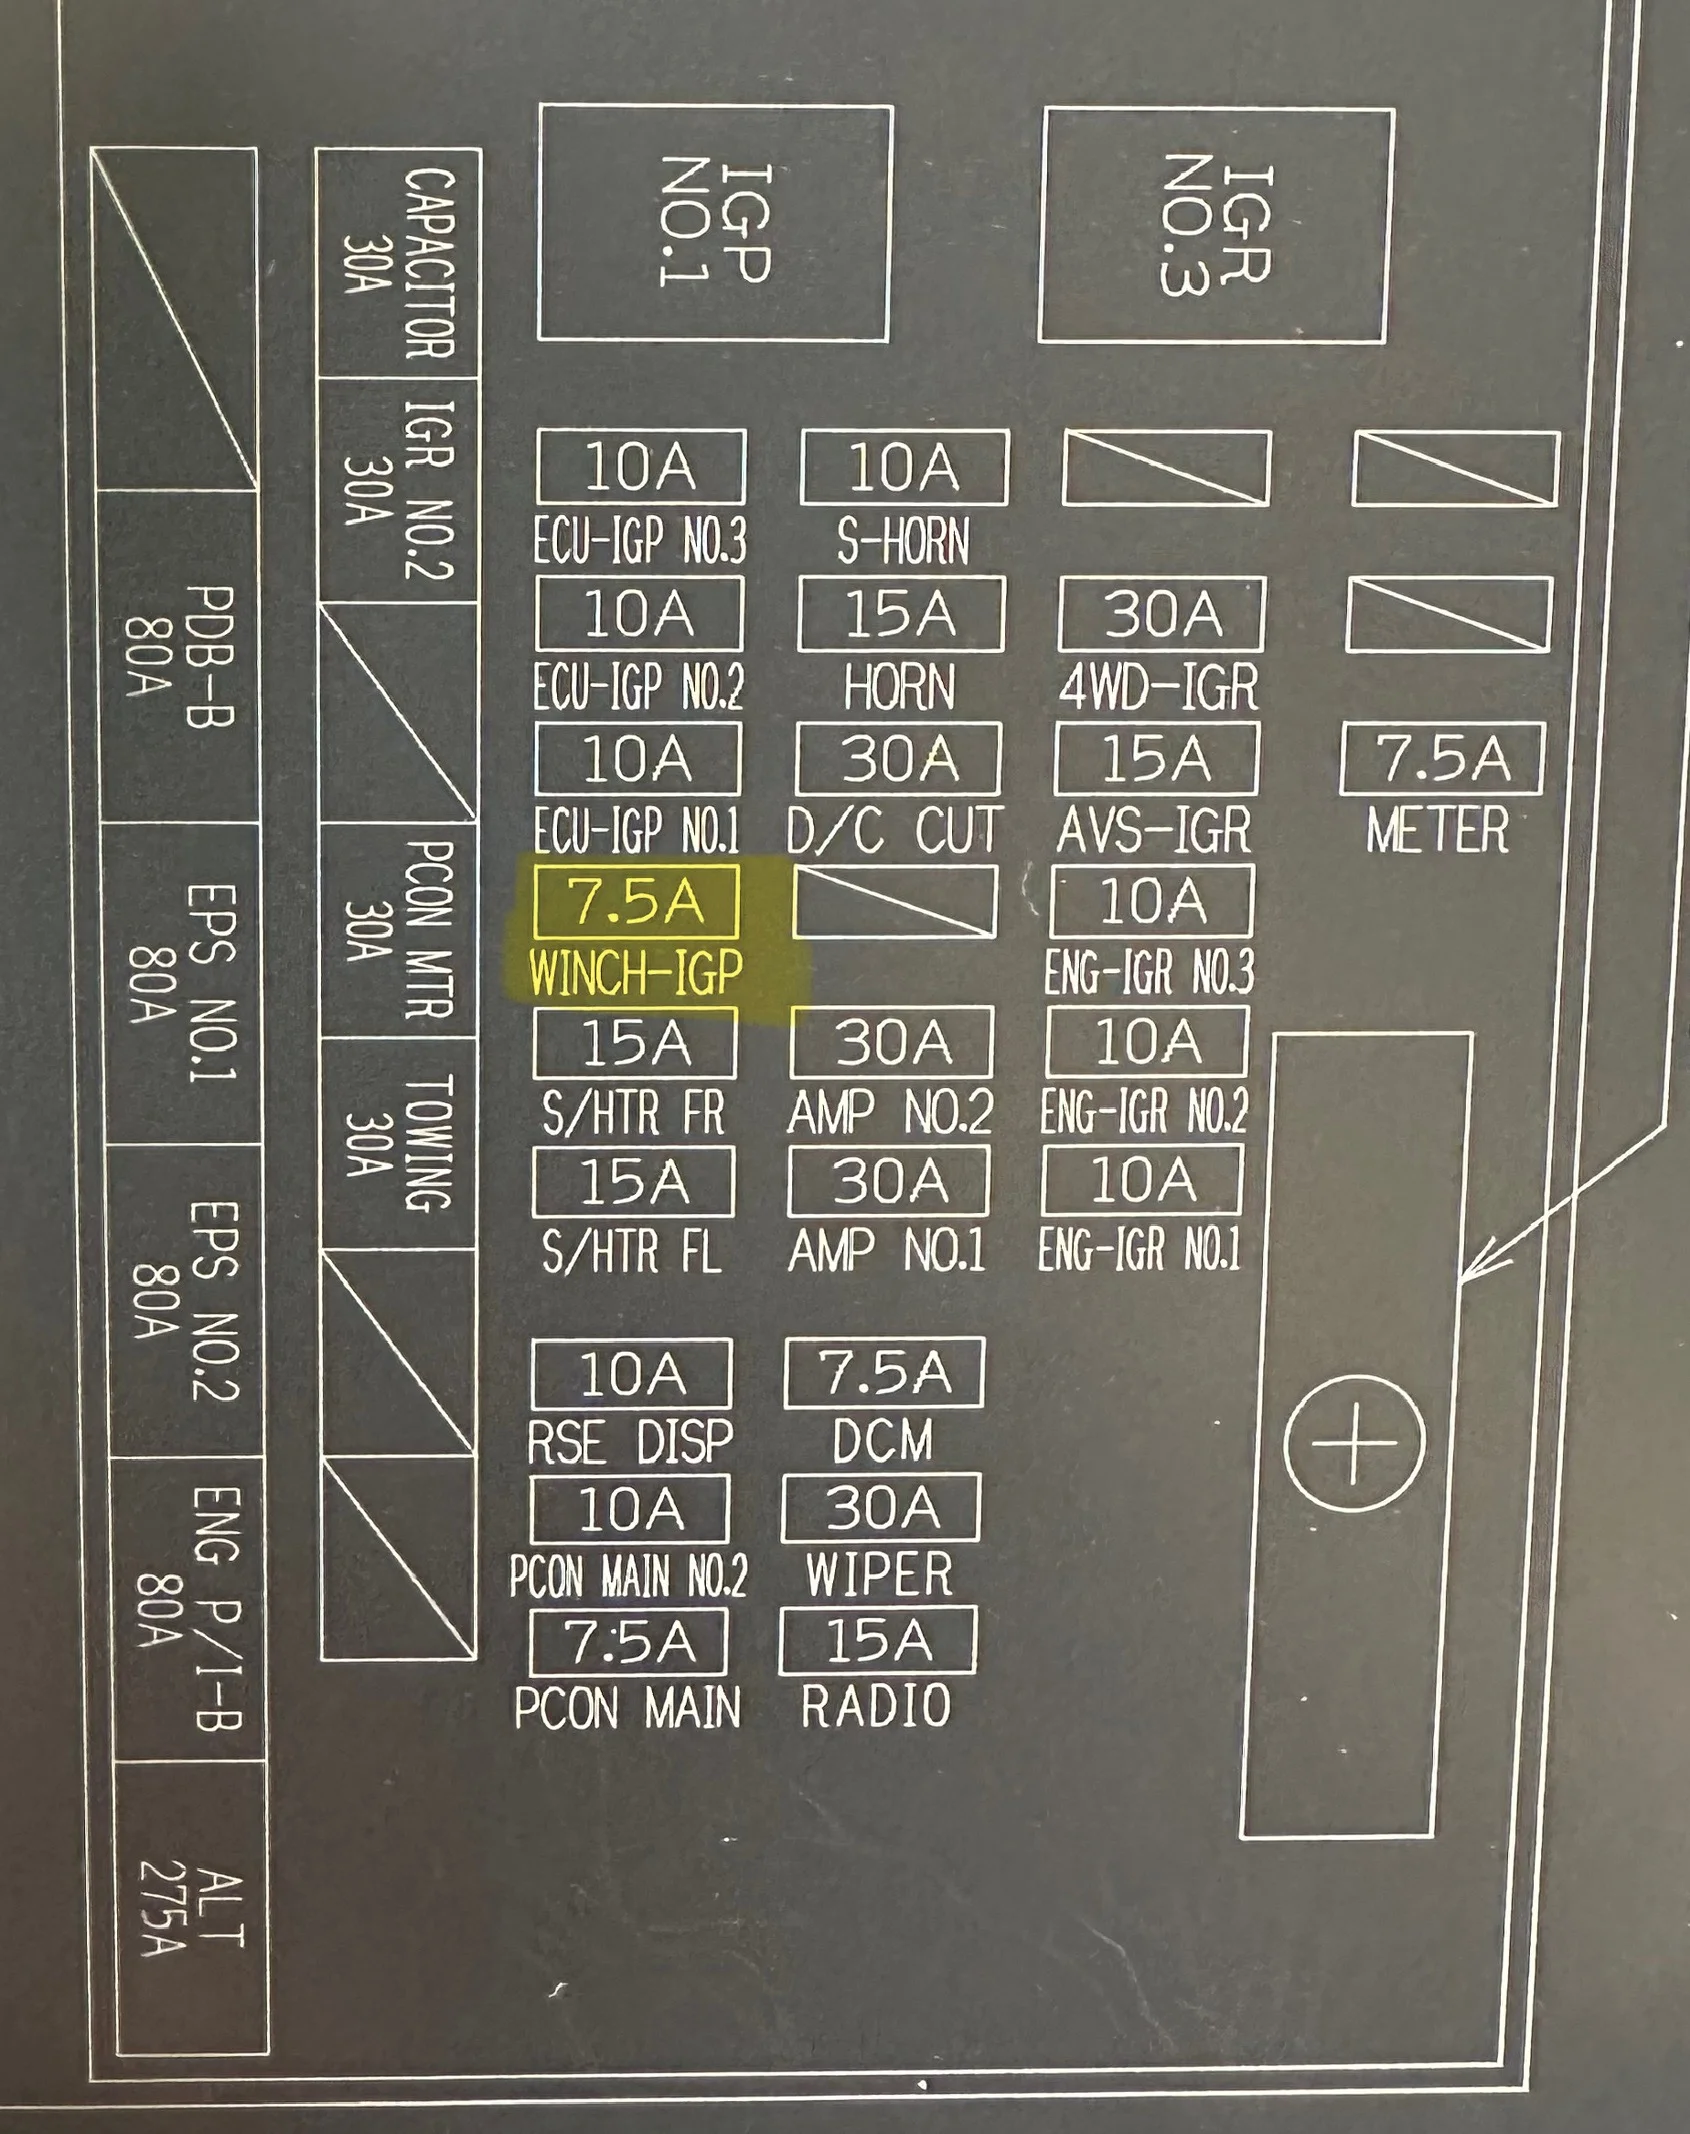 IGP
NO.1
IGR
NO.3
CAPACITOR
30A
IGR NO.2
30A
PCON MTR
30A
TOWING
30A
PDB-B
80A
EPS NO.1
80A
EPS NO.2
80A
ENG P/I-B
80A
ALT
275A
10A
ECU-IGP NO.3
10A
S-HORN
10A
ECU-IGP NO.2
15A
HORN
30A
4WD-IGR
10A
ECU-IGP NO.1
30A
D/C CUT
15A
AVS-IGR
7.5A
METER
7.5A
WINCH-IGP
10A
ENG-IGR NO.3
15A
S/HTR FR
30A
AMP NO.2
10A
ENG-IGR NO.2
15A
S/HTR FL
30A
AMP NO.1
10A
ENG-IGR NO.1
10A
RSE DISP
7.5A
DCM
10A
PCON MAIN NO.2
30A
WIPER
7.5A
PCON MAIN
15A
RADIO